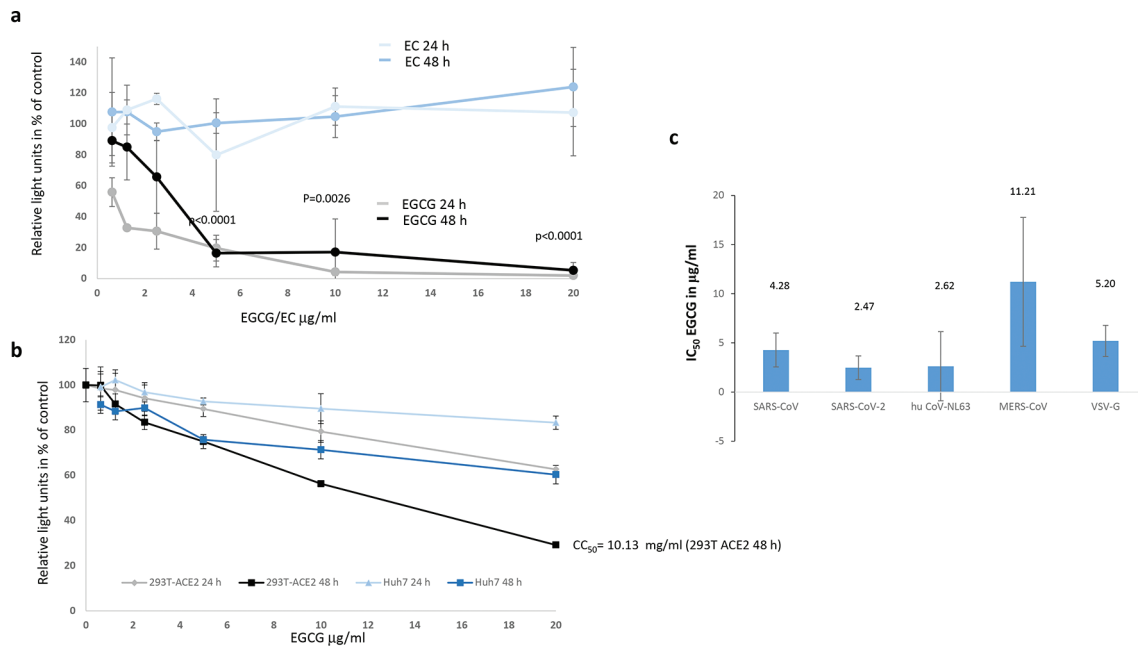 a
Relative light units in % of control
140
120
100
80
60
40
20
0
0 2 4 6 8 10 12 14 16 18 20
EGCG/EC µg/ml
EC 24 h
EC 48 h
EGCG 24 h
EGCG 48 h
p<0.0001
P=0.0026
p<0.0001
b
Relative light units in % of control
120
100
80
60
40
20
0
0 2 4 6 8 10 12 14 16 18 20
EGCG µg/ml
293T-ACE2 24 h 293T-ACE2 48 h Huh7 24 h Huh7 48 h
CC50= 10.13 mg/ml (293T ACE2 48 h)
c
IC50 EGCG in µg/ml
20
15
10
5
0
-5
4.28
2.47
2.62
11.21
5.20
SARS-CoV SARS-CoV-2 hu CoV-NL63 MERS-CoV VSV-G